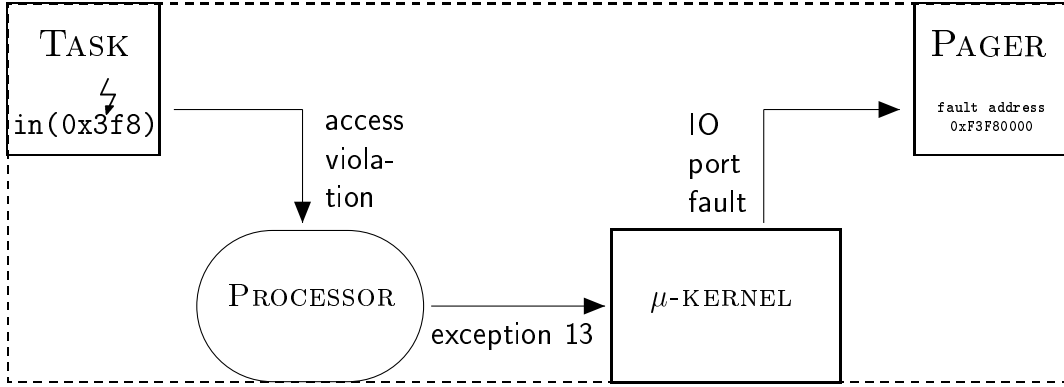 TASK
in(0x3f8)
access
viola-
tion
PROCESSOR
exception 13
μ-KERNEL
IO
port
fault
PAGER
fault address
0xF3F80000